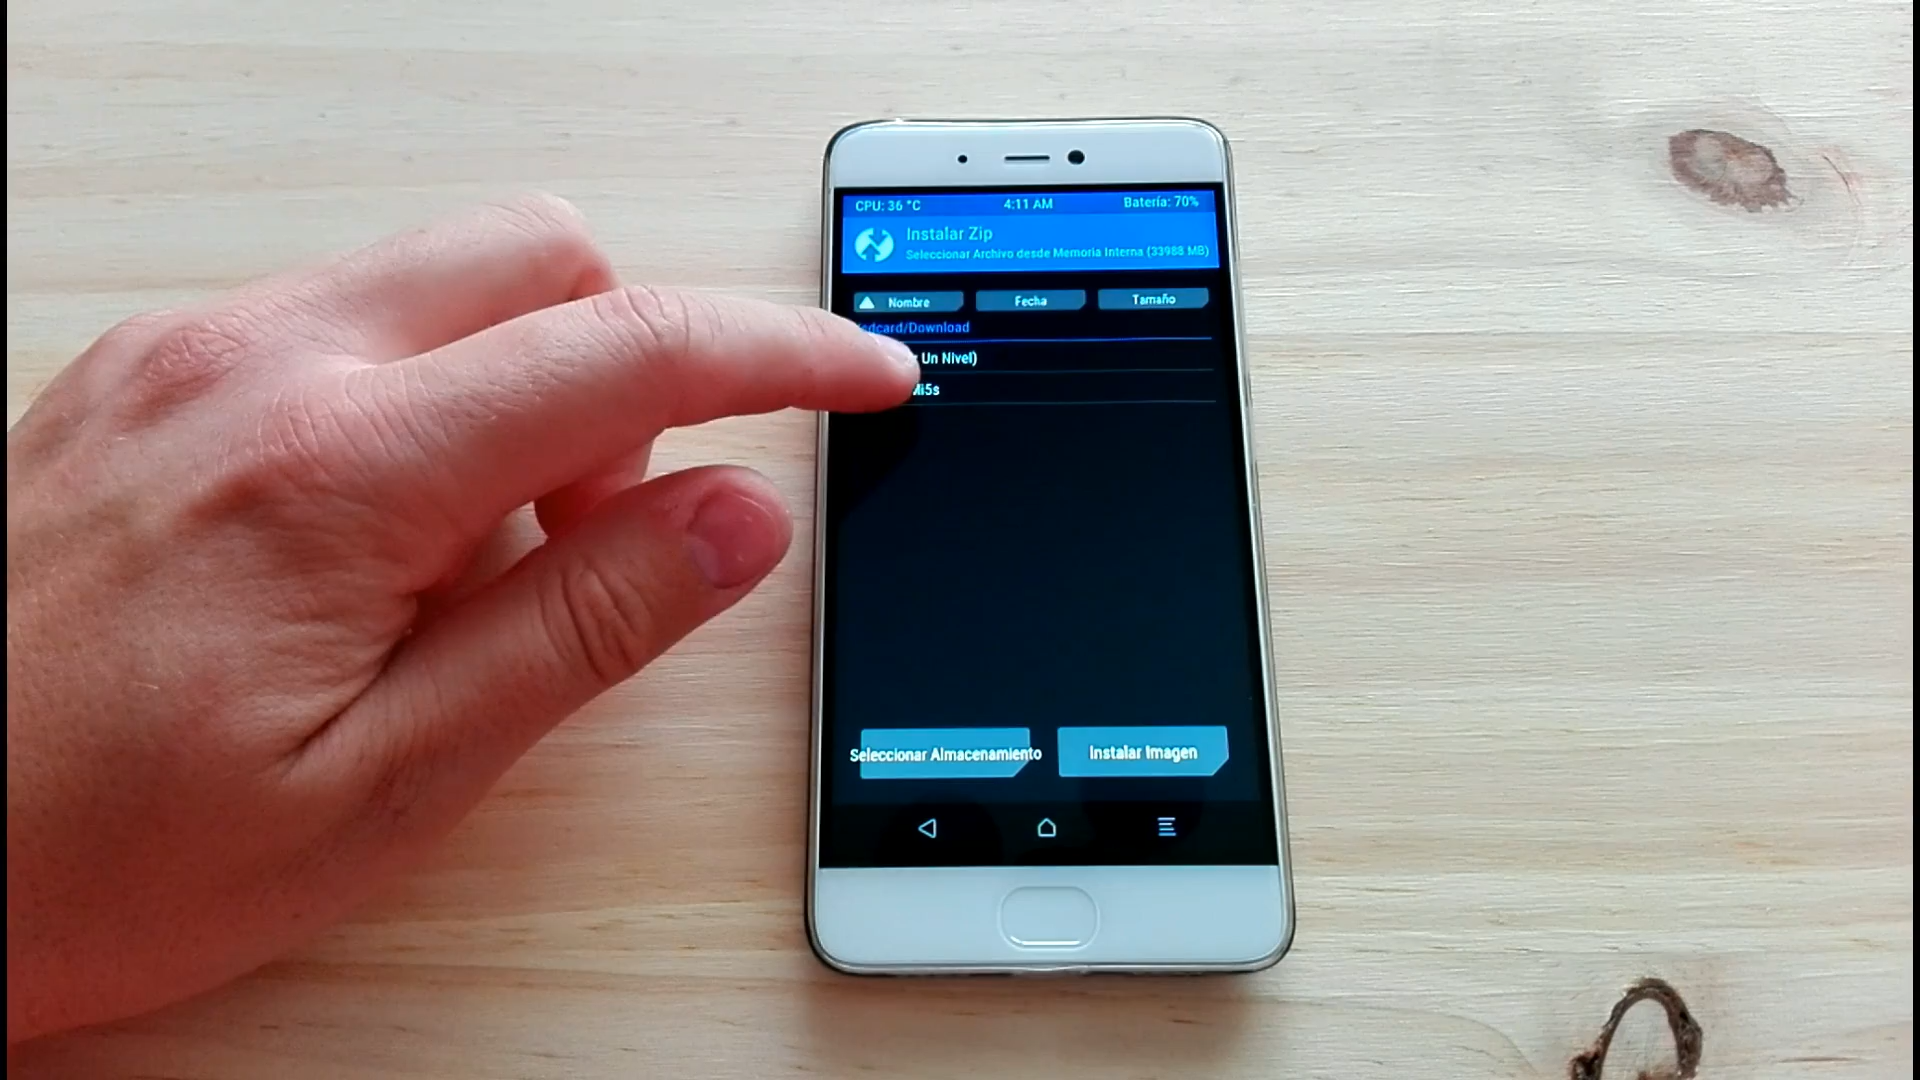 CPU: 36 °C 4:11 AM Batería: 70%
Instalar Zip
Seleccionar Archivo desde Memoria Interna (33988 MB)
Nombre Fecha Tamaño
sdcard/Download
Un Nivel)
Mi5s
Seleccionar Almacenamiento Instalar Imagen